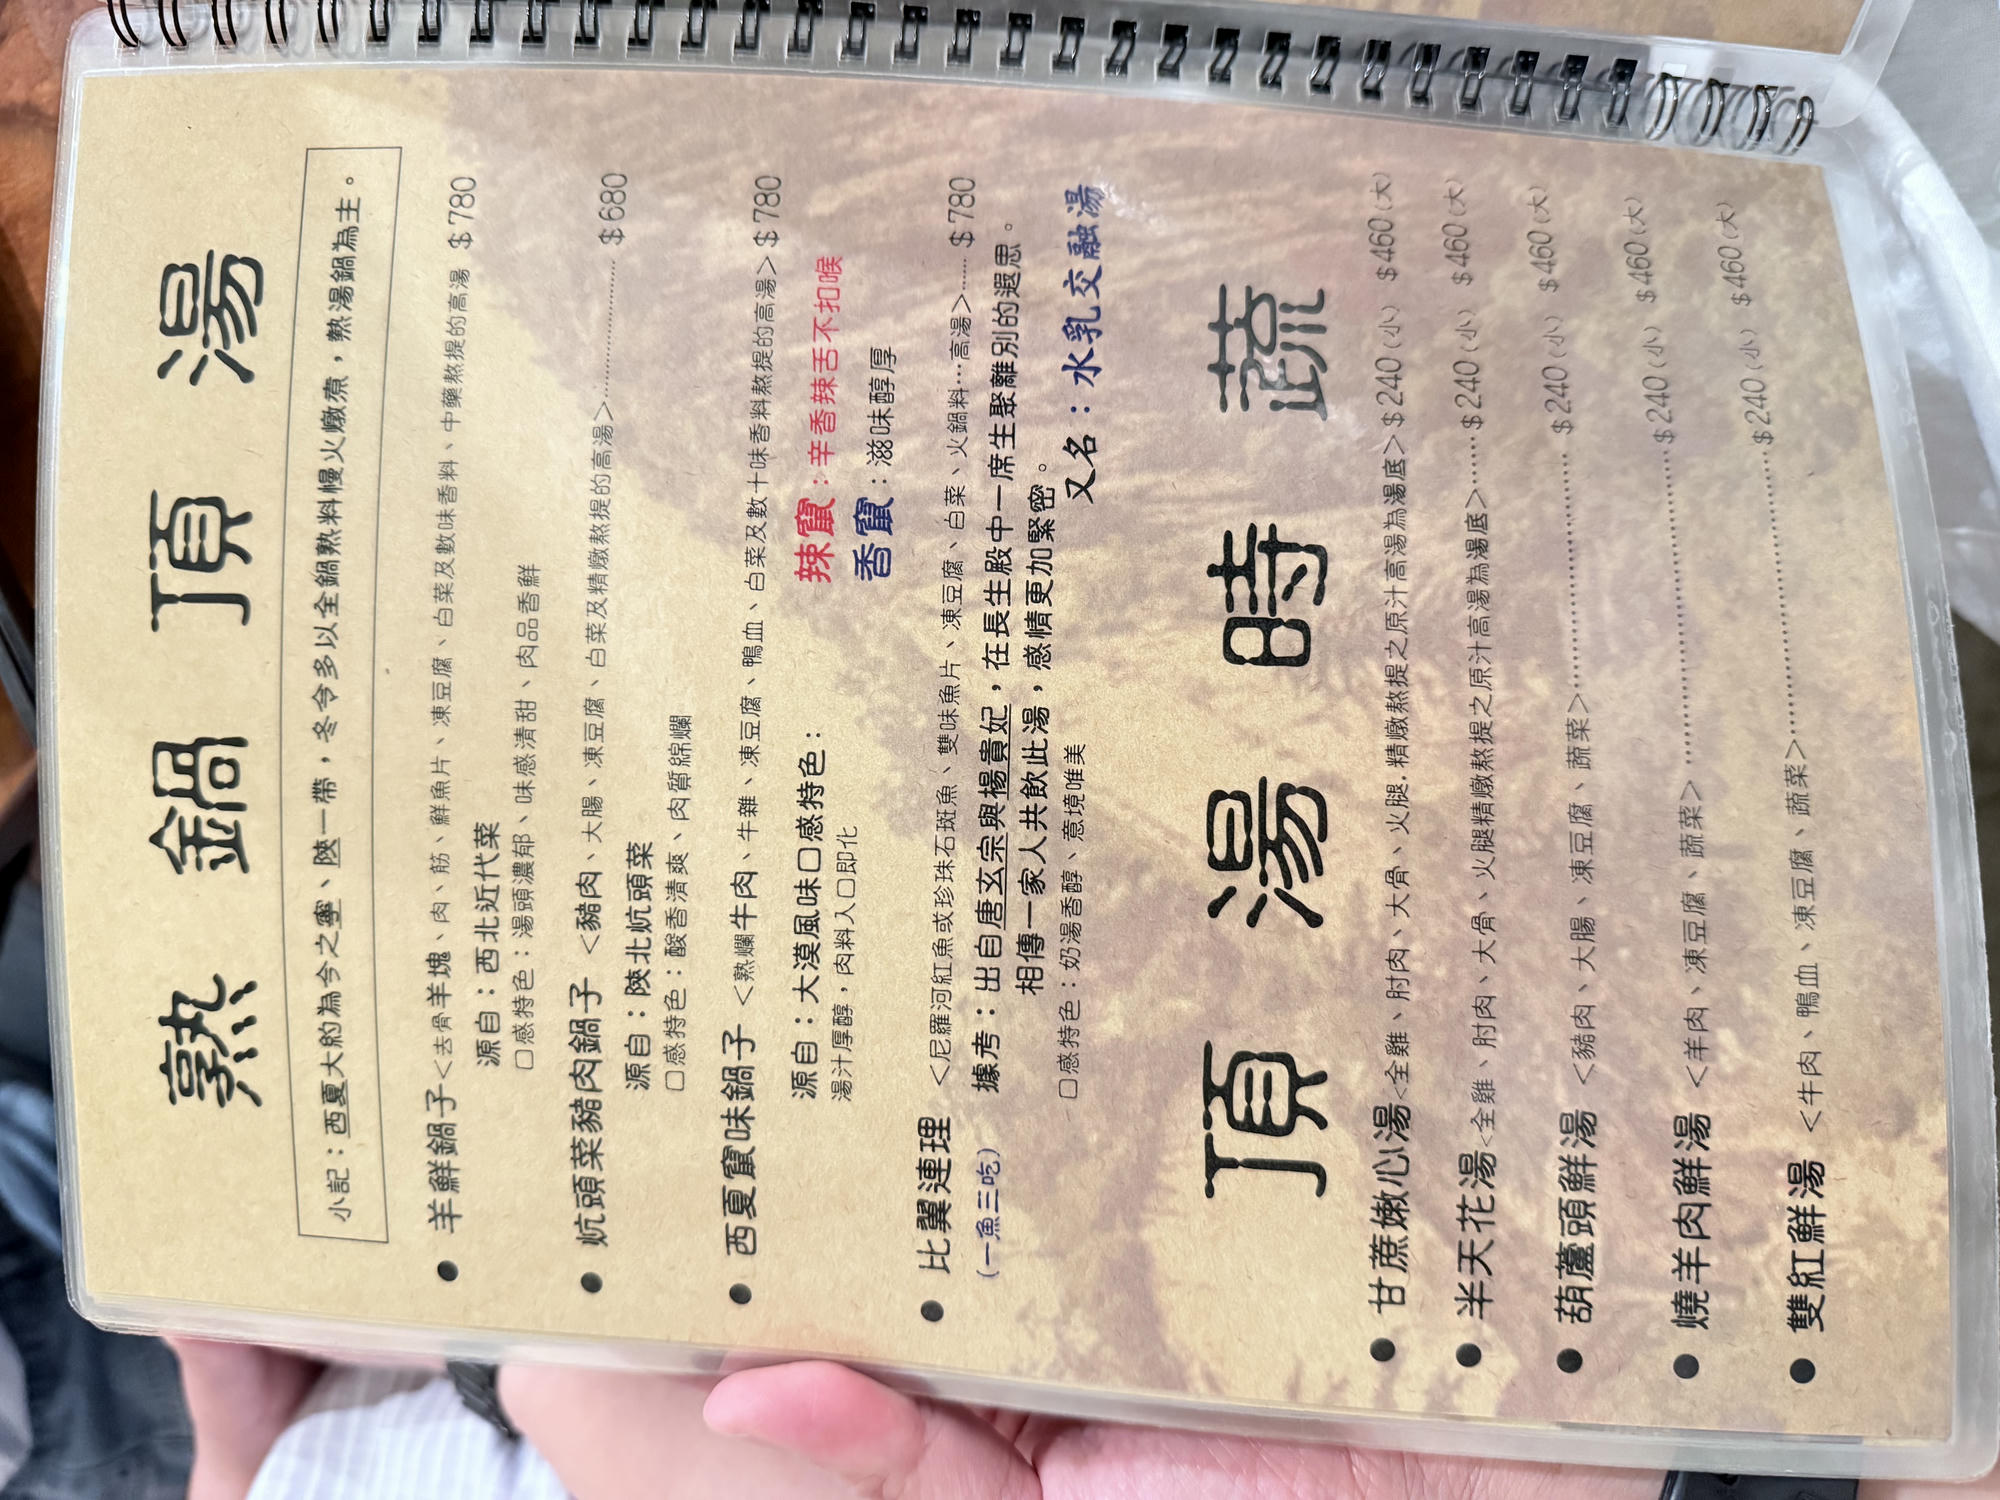 熟鍋頂湯
小記：西夏大約為今之寧、陝一帶，冬令多以全鍋熟料慢火燉煮，熱湯鍋為主。
● 羊鮮鍋子<去骨羊塊、肉、筋、鮮魚片、凍豆腐、白菜及數味香料、中藥熬提的高湯 $780
源自：西北近代菜
口感特色：湯頭濃郁、味感清甜、肉品香鮮
● 炕頭菜豬肉鍋子 <豬肉、大腸、凍豆腐、白菜及精燉熬提的高湯>………………… $680
源自：陝北炕頭菜
口感特色：酸香清爽、肉質綿爛
● 西夏竄味鍋子 <熟爛牛肉、牛雜、凍豆腐、鴨血、白菜及數十味香料熬提的高湯> $780
源自：大漠風味口感特色：
辣竄：辛香辣舌不扣喉
湯汁厚醇，肉料入口即化
香竄：滋味醇厚
● 比翼連理 <尼羅河紅魚或珍珠石斑魚、雙味魚片、凍豆腐、白菜、火鍋料…高湯>…… $780
(一魚三吃)
據考：出自唐玄宗與楊貴妃，在長生殿中一席生聚離別的遐思。
相傳一家人共飲此湯，感情更加緊密。
口感特色：奶湯香醇、意境唯美
又名：水乳交融湯
頂湯時蔬
● 甘蔗嫩心湯<全雞、肘肉、大骨、火腿.精燉熬提之原汁高湯為湯底>$240(小) $460(大)
● 半天花湯<全雞、肘肉、大骨、火腿精燉熬提之原汁高湯為湯底>……$240(小) $460(大)
● 葫蘆頭鮮湯 <豬肉、大腸、凍豆腐、蔬菜>……………………………… $240(小) $460(大)
● 燒羊肉鮮湯 <羊肉、凍豆腐、蔬菜> ……………………………………… $240(小) $460(大)
● 雙紅鮮湯 <牛肉、鴨血、凍豆腐、蔬菜>…………………………………… $240(小) $460(大)